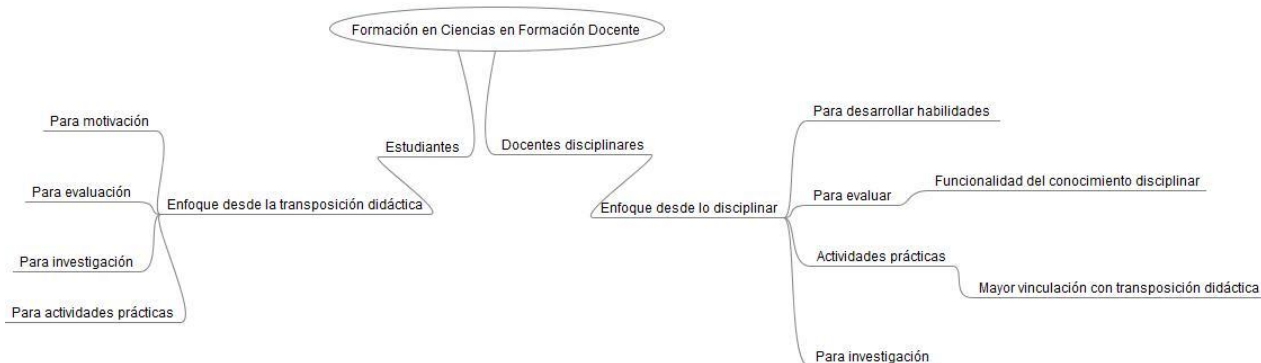 Formación en Ciencias en Formación Docente
Estudiantes
Enfoque desde la transposición didáctica
Para motivación
Para evaluación
Para investigación
Para actividades prácticas
Docentes disciplinares
Enfoque desde lo disciplinar
Para desarrollar habilidades
Para evaluar
Funcionalidad del conocimiento disciplinar
Actividades prácticas
Mayor vinculación con transposición didáctica
Para investigación